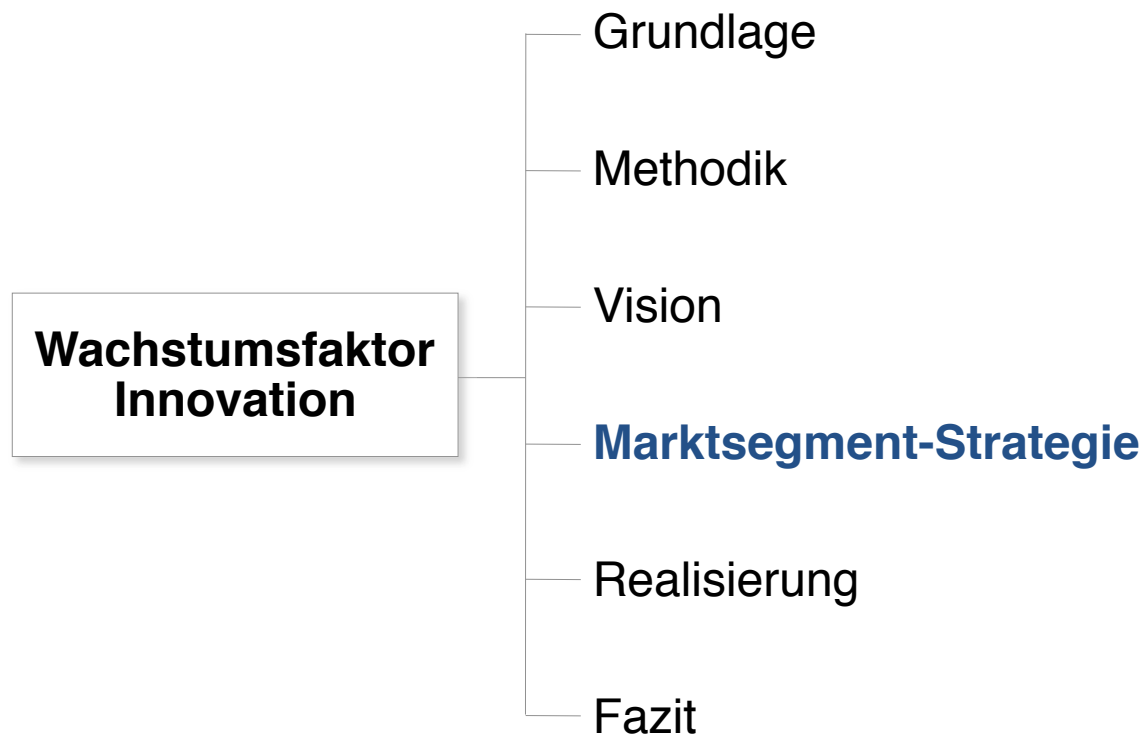 Grundlage
Methodik
Vision
Wachstumsfaktor
Innovation
Marktsegment-Strategie
Realisierung
Fazit